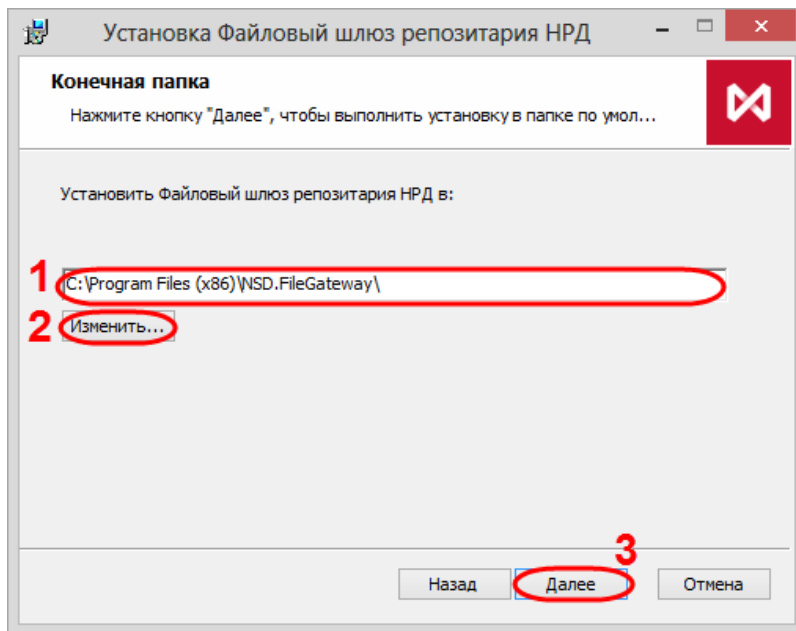 Установка Файловый шлюз репозитария НРД
Конечная папка
Нажмите кнопку "Далее", чтобы выполнить установку в папке по умол...
Установить Файловый шлюз репозитария НРД в:
1
C:\Program Files (x86)\NSD.FileGateway\
2
Изменить...
3
Назад Далее Отмена